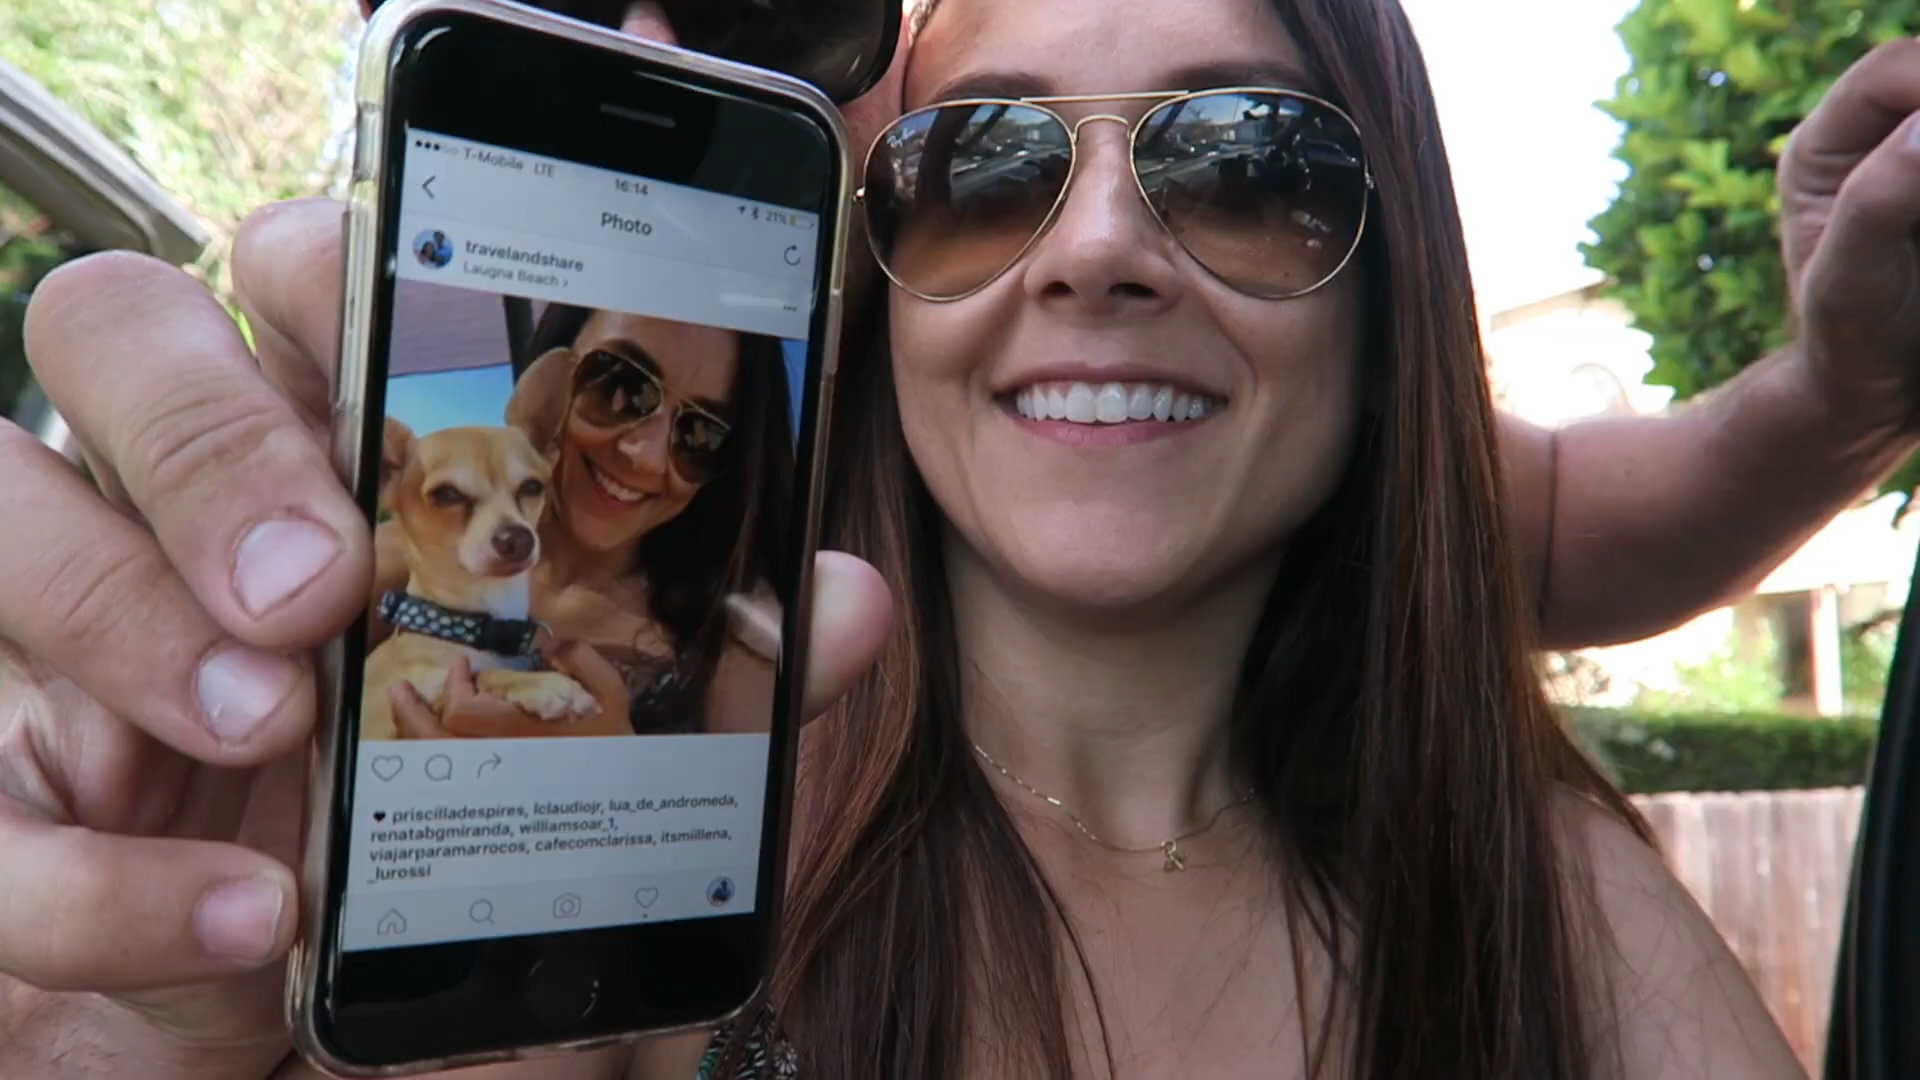 Ray-Ban
T-Mobile LTE
16:14
21%
Photo
travelandshare
Laugna Beach >
priscilladespires, lclaudiojr, lua_de_andromeda,
renatabgmiranda, williamsoar_1,
viajarparamarrocos, cafecomclarissa, itsmiillena,
_lurossi